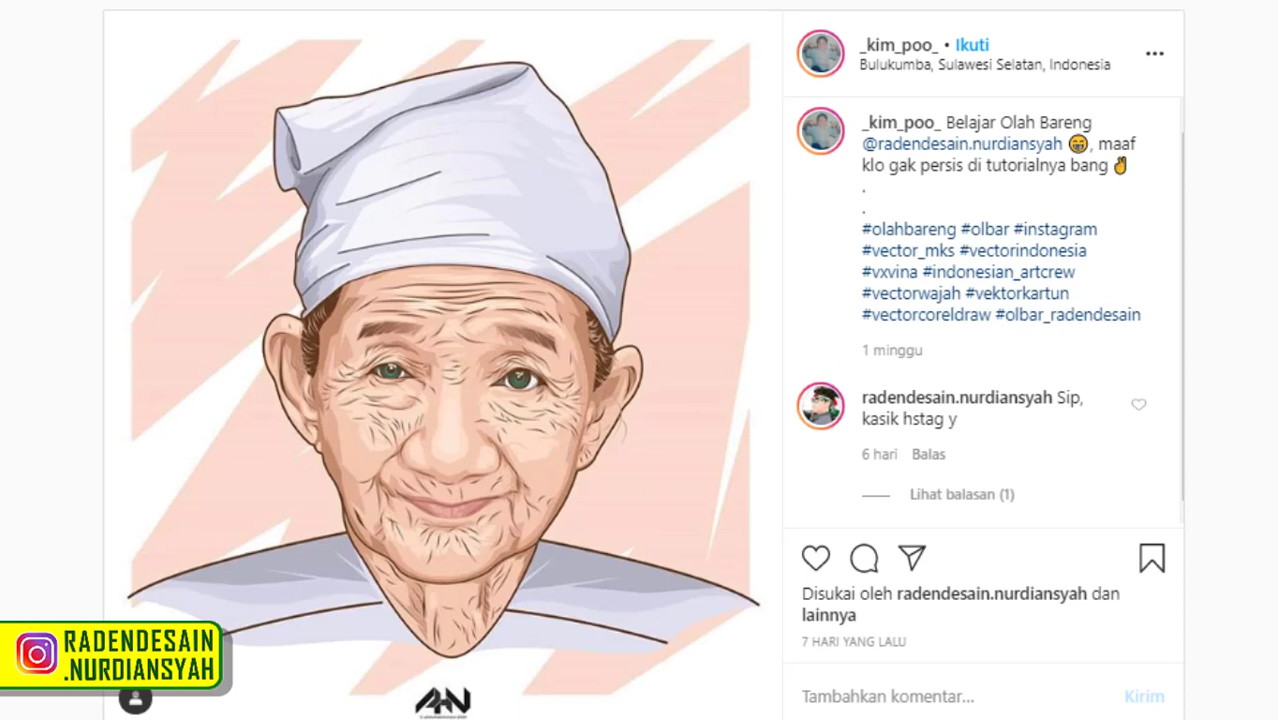 _kim_poo_ • Ikuti
Bulukumba, Sulawesi Selatan, Indonesia
_kim_poo_ Belajar Olah Bareng
@radendesain.nurdiansyah 😁, maaf
klo gak persis di tutorialnya bang ✌
.
.
#olahbareng #olbar #instagram
#vector_mks #vectorindonesia
#vxvina #indonesian_artcrew
#vectorwajah #vektorkartun
#vectorcoreldraw #olbar_radendesain
1 minggu
radendesain.nurdiansyah Sip,
kasik hstag y
6 hari Balas
Lihat balasan (1)
Disukai oleh radendesain.nurdiansyah dan
lainnya
7 HARI YANG LALU
Tambahkan komentar... Kirim
RADENDESAIN
.NURDIANSYAH